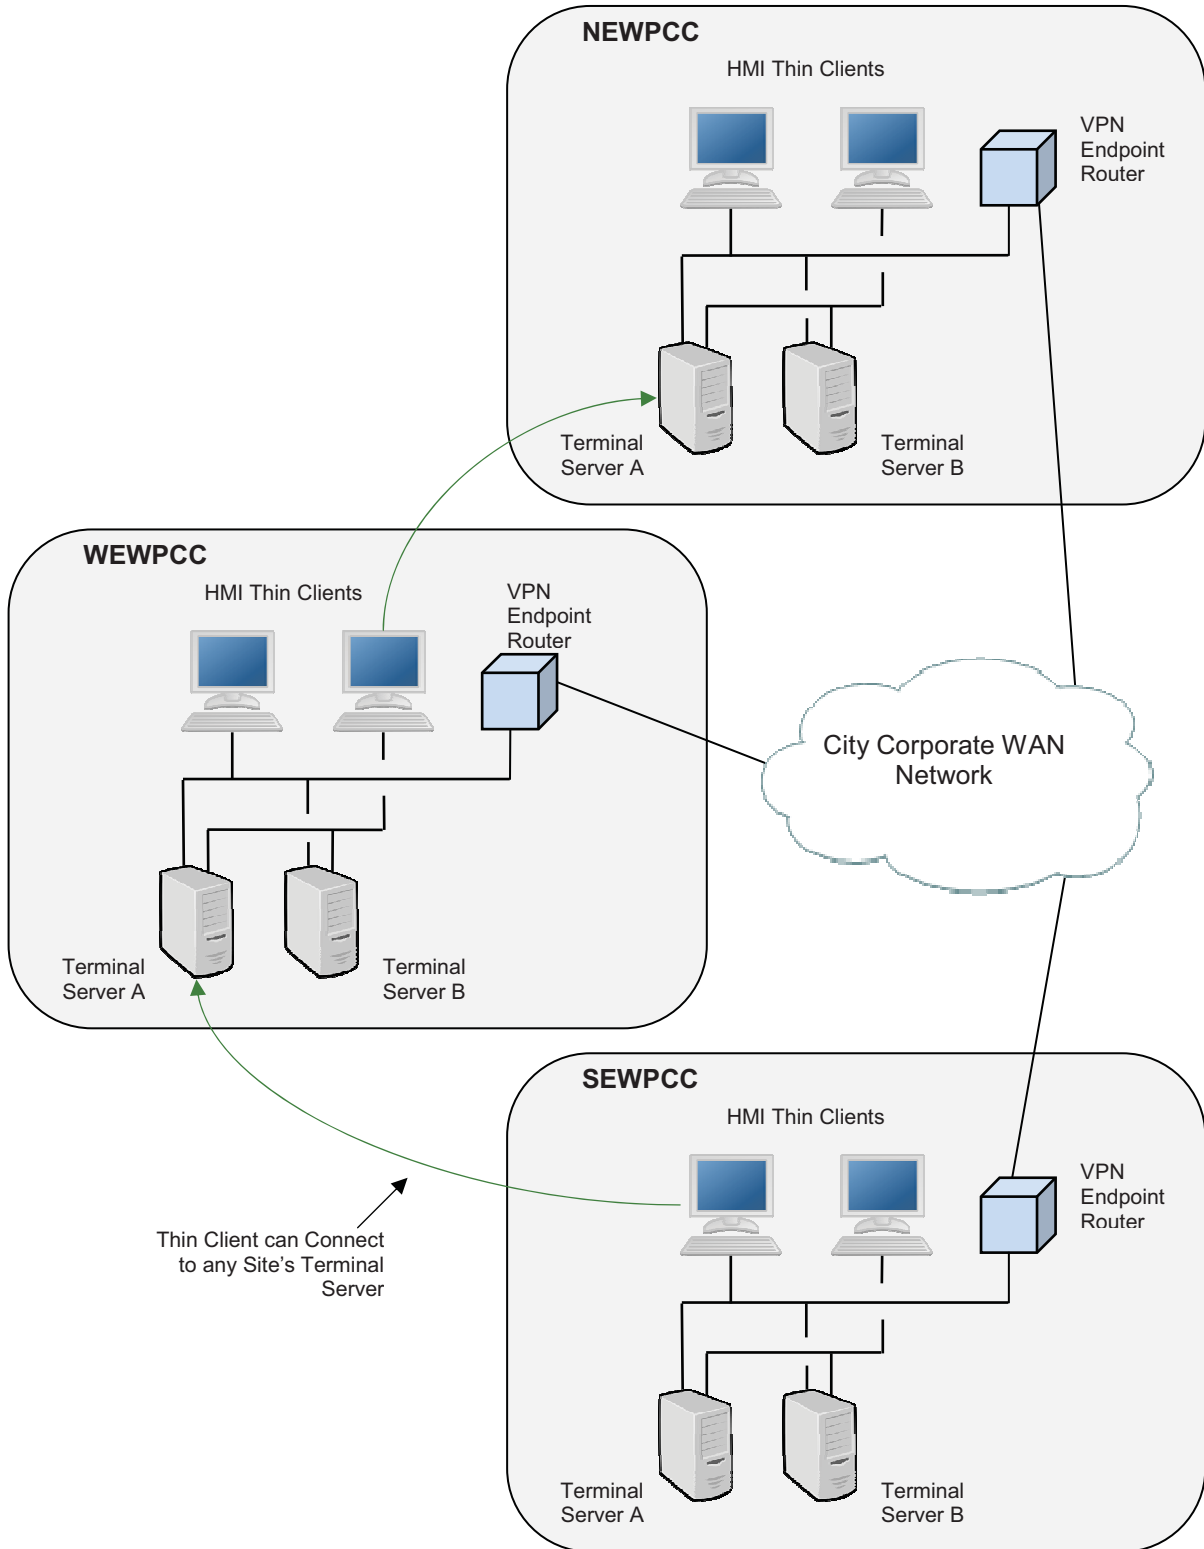 NEWPCC
HMI Thin Clients
VPN
Endpoint
Router
Terminal
Server A
Terminal
Server B
WEWPCC
HMI Thin Clients
VPN
Endpoint
Router
Terminal
Server A
Terminal
Server B
City Corporate WAN
Network
SEWPCC
HMI Thin Clients
VPN
Endpoint
Router
Thin Client can Connect
to any Site's Terminal
Server
Terminal
Server A
Terminal
Server B